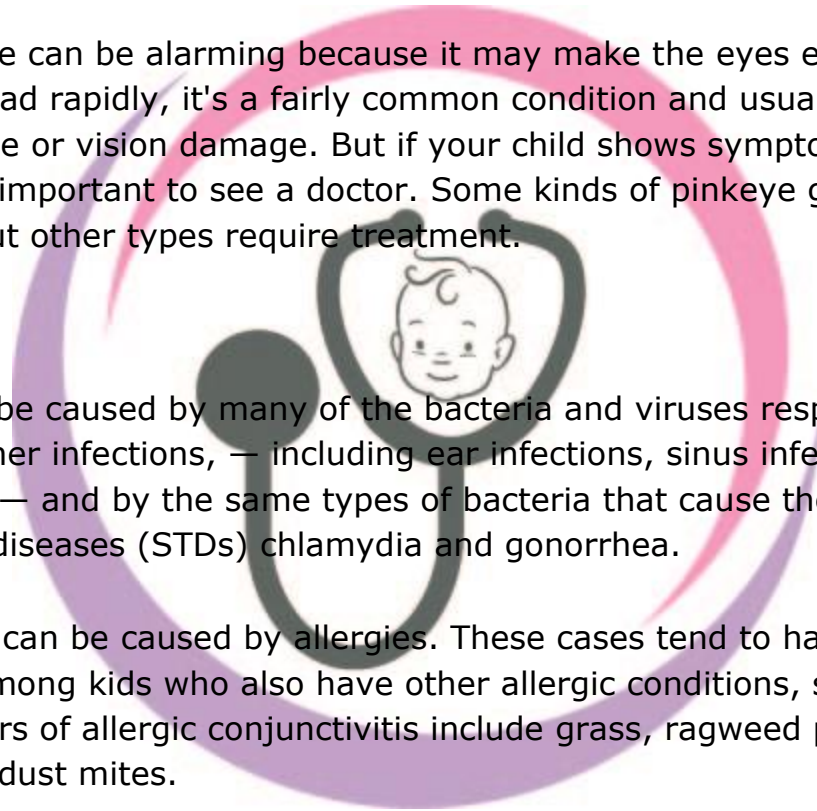 e can be alarming because it may make the eyes e
ad rapidly, it's a fairly common condition and usua
e or vision damage. But if your child shows sympto
important to see a doctor. Some kinds of pinkeye g
ut other types require treatment.
be caused by many of the bacteria and viruses resp
ner infections, — including ear infections, sinus infe
— and by the same types of bacteria that cause the
diseases (STDs) chlamydia and gonorrhea.
can be caused by allergies. These cases tend to ha
mong kids who also have other allergic conditions, s
rs of allergic conjunctivitis include grass, ragweed p
dust mites.